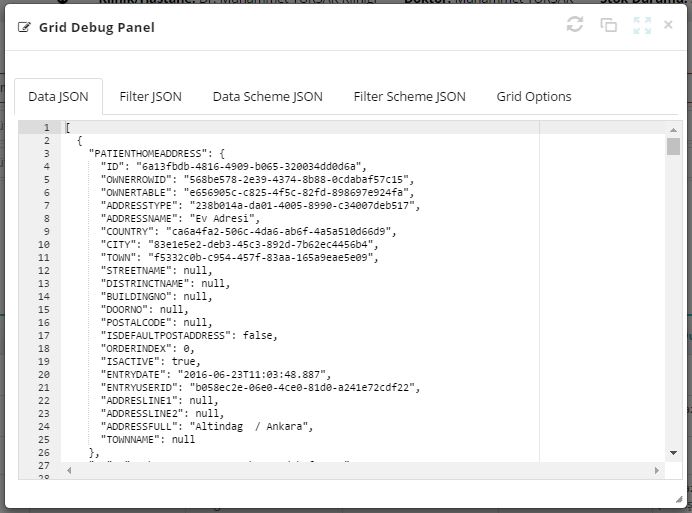 Grid Debug Panel
Data JSON
Filter JSON
Data Scheme JSON
Filter Scheme JSON
Grid Options
1 [
2 {
3 "PATIENTHOMEADDRESS": {
4 "ID": "6a13fbdb-4816-4909-b065-320034dd0d6a",
5 "OWNERROWID": "568be578-2e39-4374-8b88-0cdabaf57c15",
6 "OWNERTABLE": "e656905c-c825-4f5c-82fd-898697e924fa",
7 "ADDRESSTYPE": "238b014a-da01-4005-8990-c34007deb517",
8 "ADDRESSNAME": "Ev Adresi",
9 "COUNTRY": "ca6a4fa2-506c-4da6-ab6f-4a5a510d66d9",
10 "CITY": "83e1e5e2-deb3-45c3-892d-7b62ec4456b4",
11 "TOWN": "f5332c0b-c954-457f-83aa-165a9eae5e09",
12 "STREETNAME": null,
13 "DISTRINCTNAME": null,
14 "BUILDINGNO": null,
15 "DOORNO": null,
16 "POSTALCODE": null,
17 "ISDEFAULTPOSTADDRESS": false,
18 "ORDERINDEX": 0,
19 "ISACTIVE": true,
20 "ENTRYDATE": "2016-06-23T11:03:48.887",
21 "ENTRYUSERID": "b058ec2e-06e0-4ce0-81d0-a241e72cdf22",
22 "ADDRESLINE1": null,
23 "ADDRESSLINE2": null,
24 "ADDRESSFULL": "Altindag  / Ankara",
25 "TOWNNAME": null
26 },
27
28